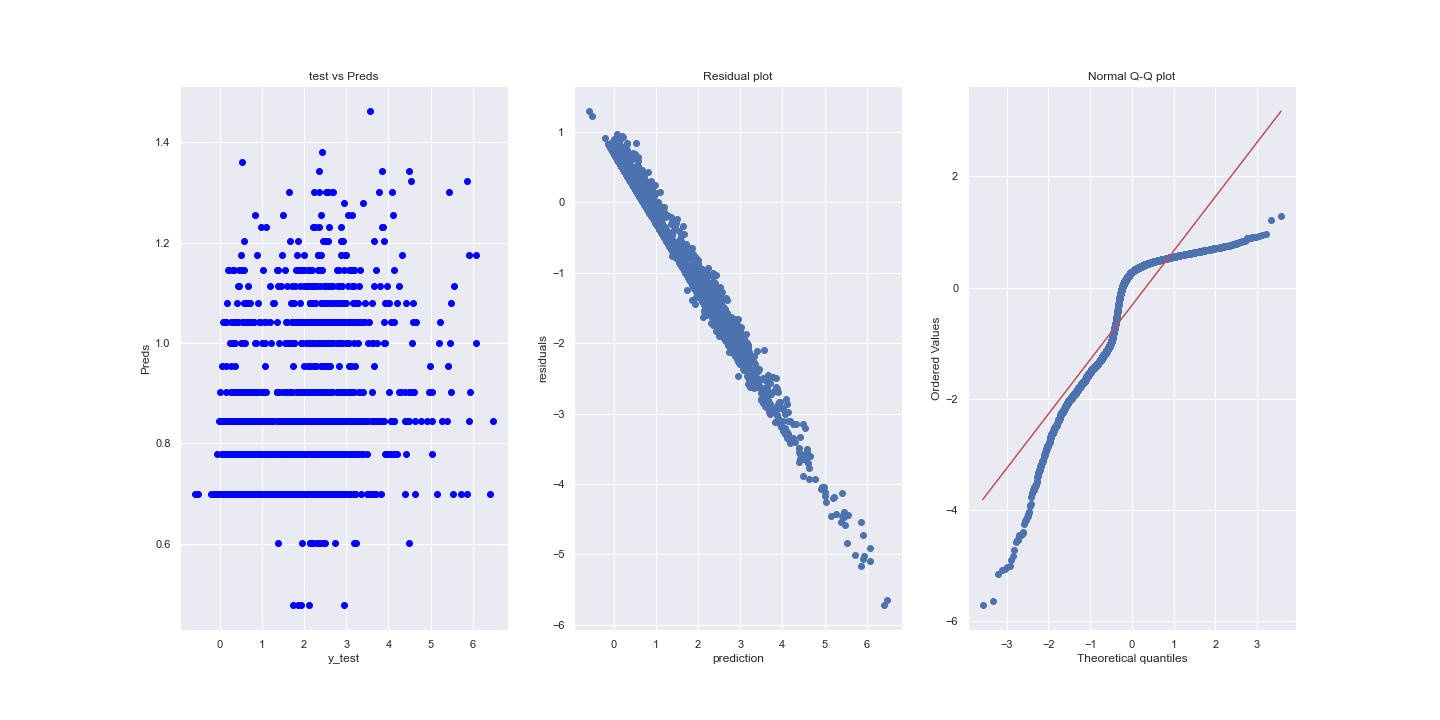 test vs Preds
Residual plot
Normal Q-Q plot
1.4
1.2
1.0
0.8
0.6
Preds
0 1 2 3 4 5 6
y_test
1
0
−1
−2
−3
−4
−5
−6
residuals
0 1 2 3 4 5 6
prediction
2
0
−2
−4
−6
Ordered Values
−3 −2 −1 0 1 2 3
Theoretical quantiles